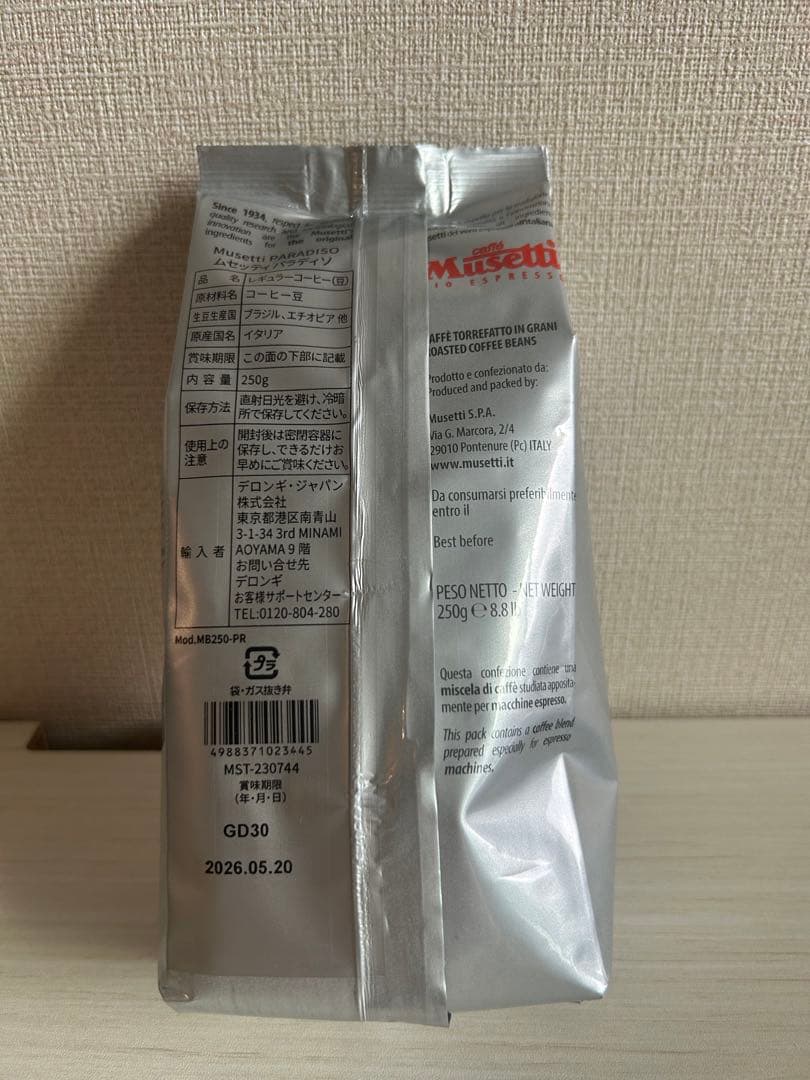 Since 1934, respect
quality research and
innovation are Musetti's
ingredients for the original
Musetti PARADISO
ムセッティ パラディソ
品 名 レギュラーコーヒー(豆)
原材料名 コーヒー豆
生豆生産国 ブラジル、エチオピア 他
原産国名 イタリア
賞味期限 この面の下部に記載
内容量 250g
保存方法 直射日光を避け、冷暗
所で保存してください。
使用上の
注意
開封後は密閉容器に
保存し、できるだけお
早めにご賞味ください。
輸入者
デロンギ・ジャパン
株式会社
東京都港区南青山
3-1-34 3rd MINAMI
AOYAMA 9 階
お問い合せ先
デロンギ
お客様サポートセンター
TEL:0120-804-280
Mod.MB250-PR
プラ
袋・ガス抜き弁
4988371023445
MST-230744
賞味期限
(年・月・日)
GD30
2026.05.20
caffè
Musetti
ESPRESSO
CAFFÈ TORREFATTO IN GRANI
ROASTED COFFEE BEANS
Prodotto e confezionato da:
Produced and packed by:
Musetti S.P.A.
Via G. Marcora, 2/4
29010 Pontenure (Pc) ITALY
www.musetti.it
Da consumarsi preferibilmente
entro il
Best before
PESO NETTO - NET WEIGHT
250g ℮ 8.8 lb
Questa confezione contiene una
miscela di caffè studiata apposita-
mente per macchine espresso.
This pack contains a coffee blend
prepared especially for espresso
machines.